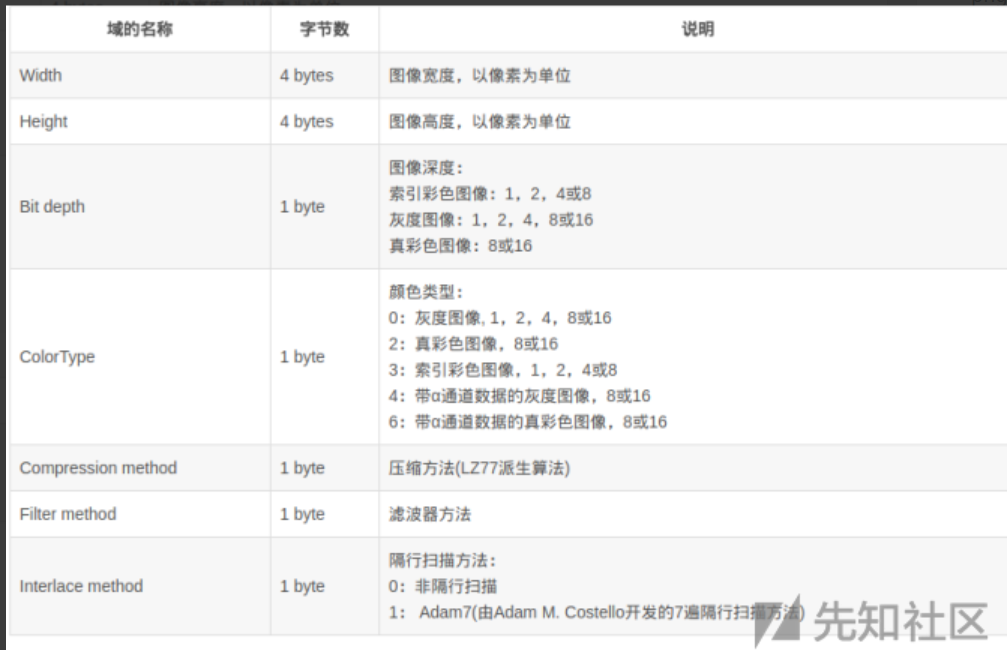 域的名称 字节数 说明
Width 4 bytes 图像宽度，以像素为单位
Height 4 bytes 图像高度，以像素为单位
Bit depth 1 byte 图像深度：
索引彩色图像：1，2，4或8
灰度图像：1，2，4，8或16
真彩色图像：8或16
ColorType 1 byte 颜色类型：
0：灰度图像, 1，2，4，8或16
2：真彩色图像，8或16
3：索引彩色图像，1，2，4或8
4：带α通道数据的灰度图像，8或16
6：带α通道数据的真彩色图像，8或16
Compression method 1 byte 压缩方法(LZ77派生算法)
Filter method 1 byte 滤波器方法
Interlace method 1 byte 隔行扫描方法：
0：非隔行扫描
1： Adam7(由Adam M. Costello开发的7遍隔行扫描方法)
先知社区